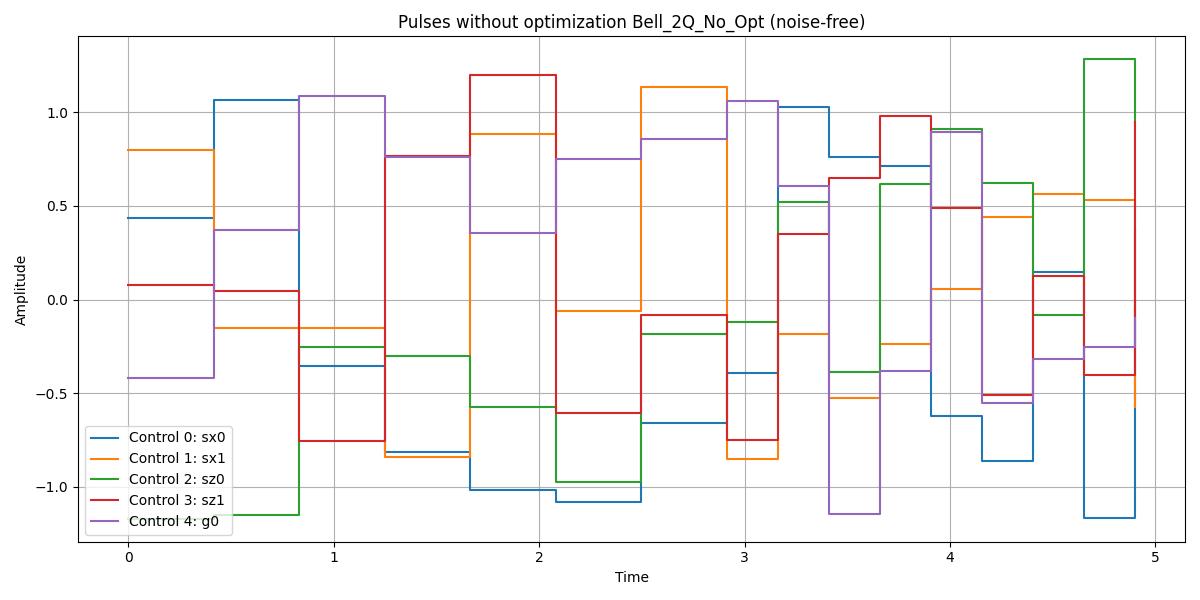 Pulses without optimization Bell_2Q_No_Opt (noise-free)
Amplitude
1.0
0.5
0.0
−0.5
−1.0
Control 0: sx0
Control 1: sx1
Control 2: sz0
Control 3: sz1
Control 4: g0
0 1 2 3 4 5
Time